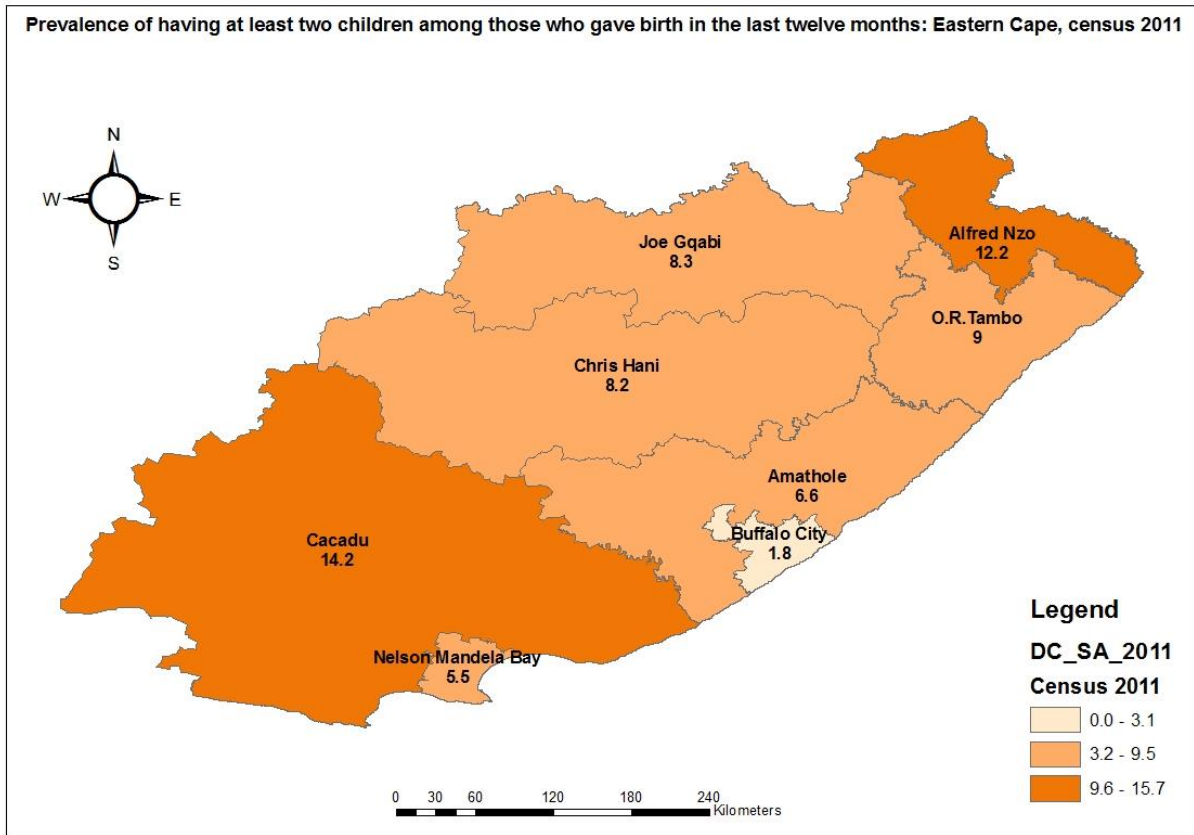 Prevalence of having at least two children among those who gave birth in the last twelve months: Eastern Cape, census 2011
N
W
E
S
Joe Gqabi
8.3
Alfred Nzo
12.2
O.R.Tambo
9
Chris Hani
8.2
Amathole
6.6
Buffalo City
1.8
Cacadu
14.2
Nelson Mandela Bay
5.5
Legend
DC_SA_2011
Census 2011
0.0 - 3.1
3.2 - 9.5
9.6 - 15.7
0 30 60 120 180 240
Kilometers